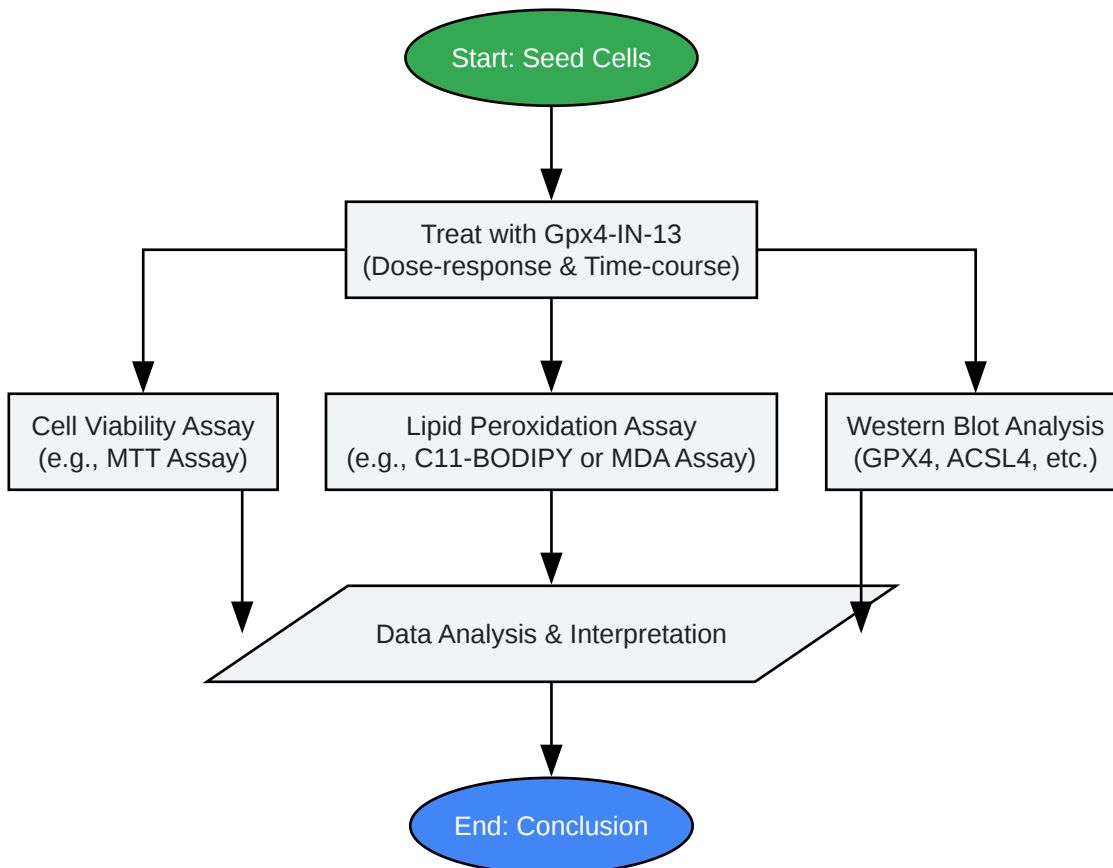 Start: Seed Cells
Treat with Gpx4-IN-13
(Dose-response & Time-course)
Cell Viability Assay
(e.g., MTT Assay)
Lipid Peroxidation Assay
(e.g., C11-BODIPY or MDA Assay)
Western Blot Analysis
(GPX4, ACSL4, etc.)
Data Analysis & Interpretation
End: Conclusion